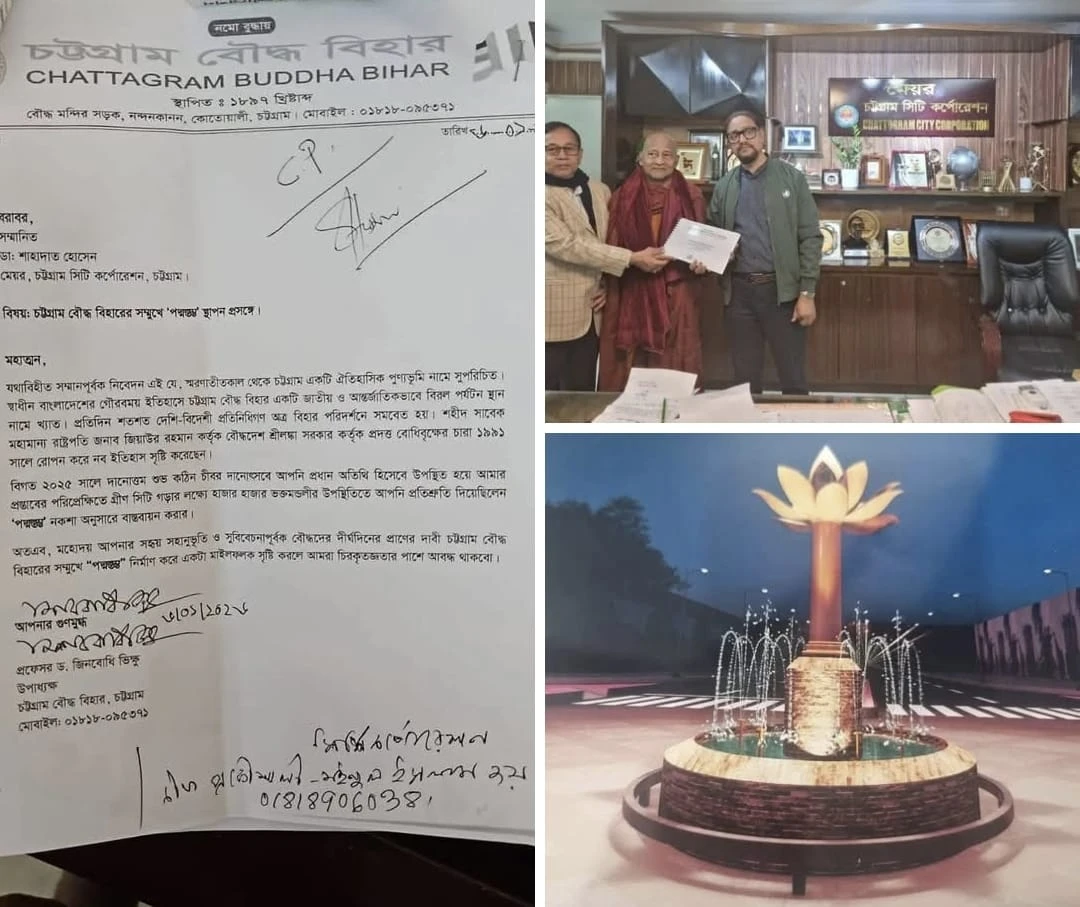 নমো বুদ্ধায়
চট্টগ্রাম বৌদ্ধ বিহার
CHATTAGRAM BUDDHA BIHAR
স্থাপিত : ১৮৯৭ খ্রিষ্টাব্দ
বৌদ্ধ মন্দির সড়ক, নন্দনকানন, কোতোয়ালী, চট্টগ্রাম। মোবাইল : ০১৮১৮-০৯৫৩৭১
তারিখ
C.P.
বরাবর,
সম্মানিত
ডা: শাহাদাত হোসেন
মেয়র, চট্টগ্রাম সিটি কর্পোরেশন, চট্টগ্রাম।
বিষয়: চট্টগ্রাম বৌদ্ধ বিহারের সম্মুখে 'পদ্মস্তম্ভ' স্থাপন প্রসঙ্গে।
মহাত্মন,
যথাবিহীত সম্মানপূর্বক নিবেদন এই যে, স্মরণাতীতকাল থেকে চট্টগ্রাম একটি ঐতিহাসিক পুণ্যভূমি নামে সুপরিচিত।
স্বাধীন বাংলাদেশের গৌরবময় ইতিহাসে চট্টগ্রাম বৌদ্ধ বিহার একটি জাতীয় ও আন্তর্জাতিকভাবে বিরল পর্যটন স্থান
নামে খ্যাত। প্রতিদিন শতশত দেশি-বিদেশী প্রতিনিধিগণ অত্র বিহার পরিদর্শনে সমবেত হয়। শহীদ সাবেক
মহামান্য রাষ্ট্রপতি জনাব জিয়াউর রহমান কর্তৃক বৌদ্ধদেশ শ্রীলঙ্কা সরকার কর্তৃক প্রদত্ত বোধিবৃক্ষের চারা ১৯৯১
সালে রোপন করে নব ইতিহাস সৃষ্টি করেছেন।
বিগত ২০২৫ সালে দানোত্তম শুভ কঠিন চীবর দানোৎসবে আপনি প্রধান অতিথি হিসেবে উপস্থিত হয়ে আমার
প্রস্তাবের পরিপ্রেক্ষিতে গ্রীণ সিটি গড়ার লক্ষ্যে হাজার হাজার ভক্তমন্ডলীর উপস্থিতিতে আপনি প্রতিশ্রুতি দিয়েছিলেন
'পদ্মস্তম্ভ' নকশা অনুসারে বাস্তবায়ন করার।
অতএব, মহোদয় আপনার সহৃয় সহানুভূতি ও সুবিবেচনাপূর্বক বৌদ্ধদের দীর্ঘদিনের প্রাণের দাবী চট্টগ্রাম বৌদ্ধ
বিহারের সম্মুখে "পদ্মস্তম্ভ" নির্মাণ করে একটা মাইলফলক সৃষ্টি করলে আমরা চিরকৃতজ্ঞতার পাশে আবদ্ধ থাকবো।
৬/০১/২০২৬
আপনার গুণমুগ্ধ
প্রফেসর ড. জিনবোধি ভিক্ষু
উপাধ্যক্ষ
চট্টগ্রাম বৌদ্ধ বিহার, চট্টগ্রাম
মোবাইল: ০১৮১৮-০৯৫৩৭১
01818906038
মেয়র
চট্টগ্রাম সিটি কর্পোরেশন
CHATTAGRAM CITY CORPORATION